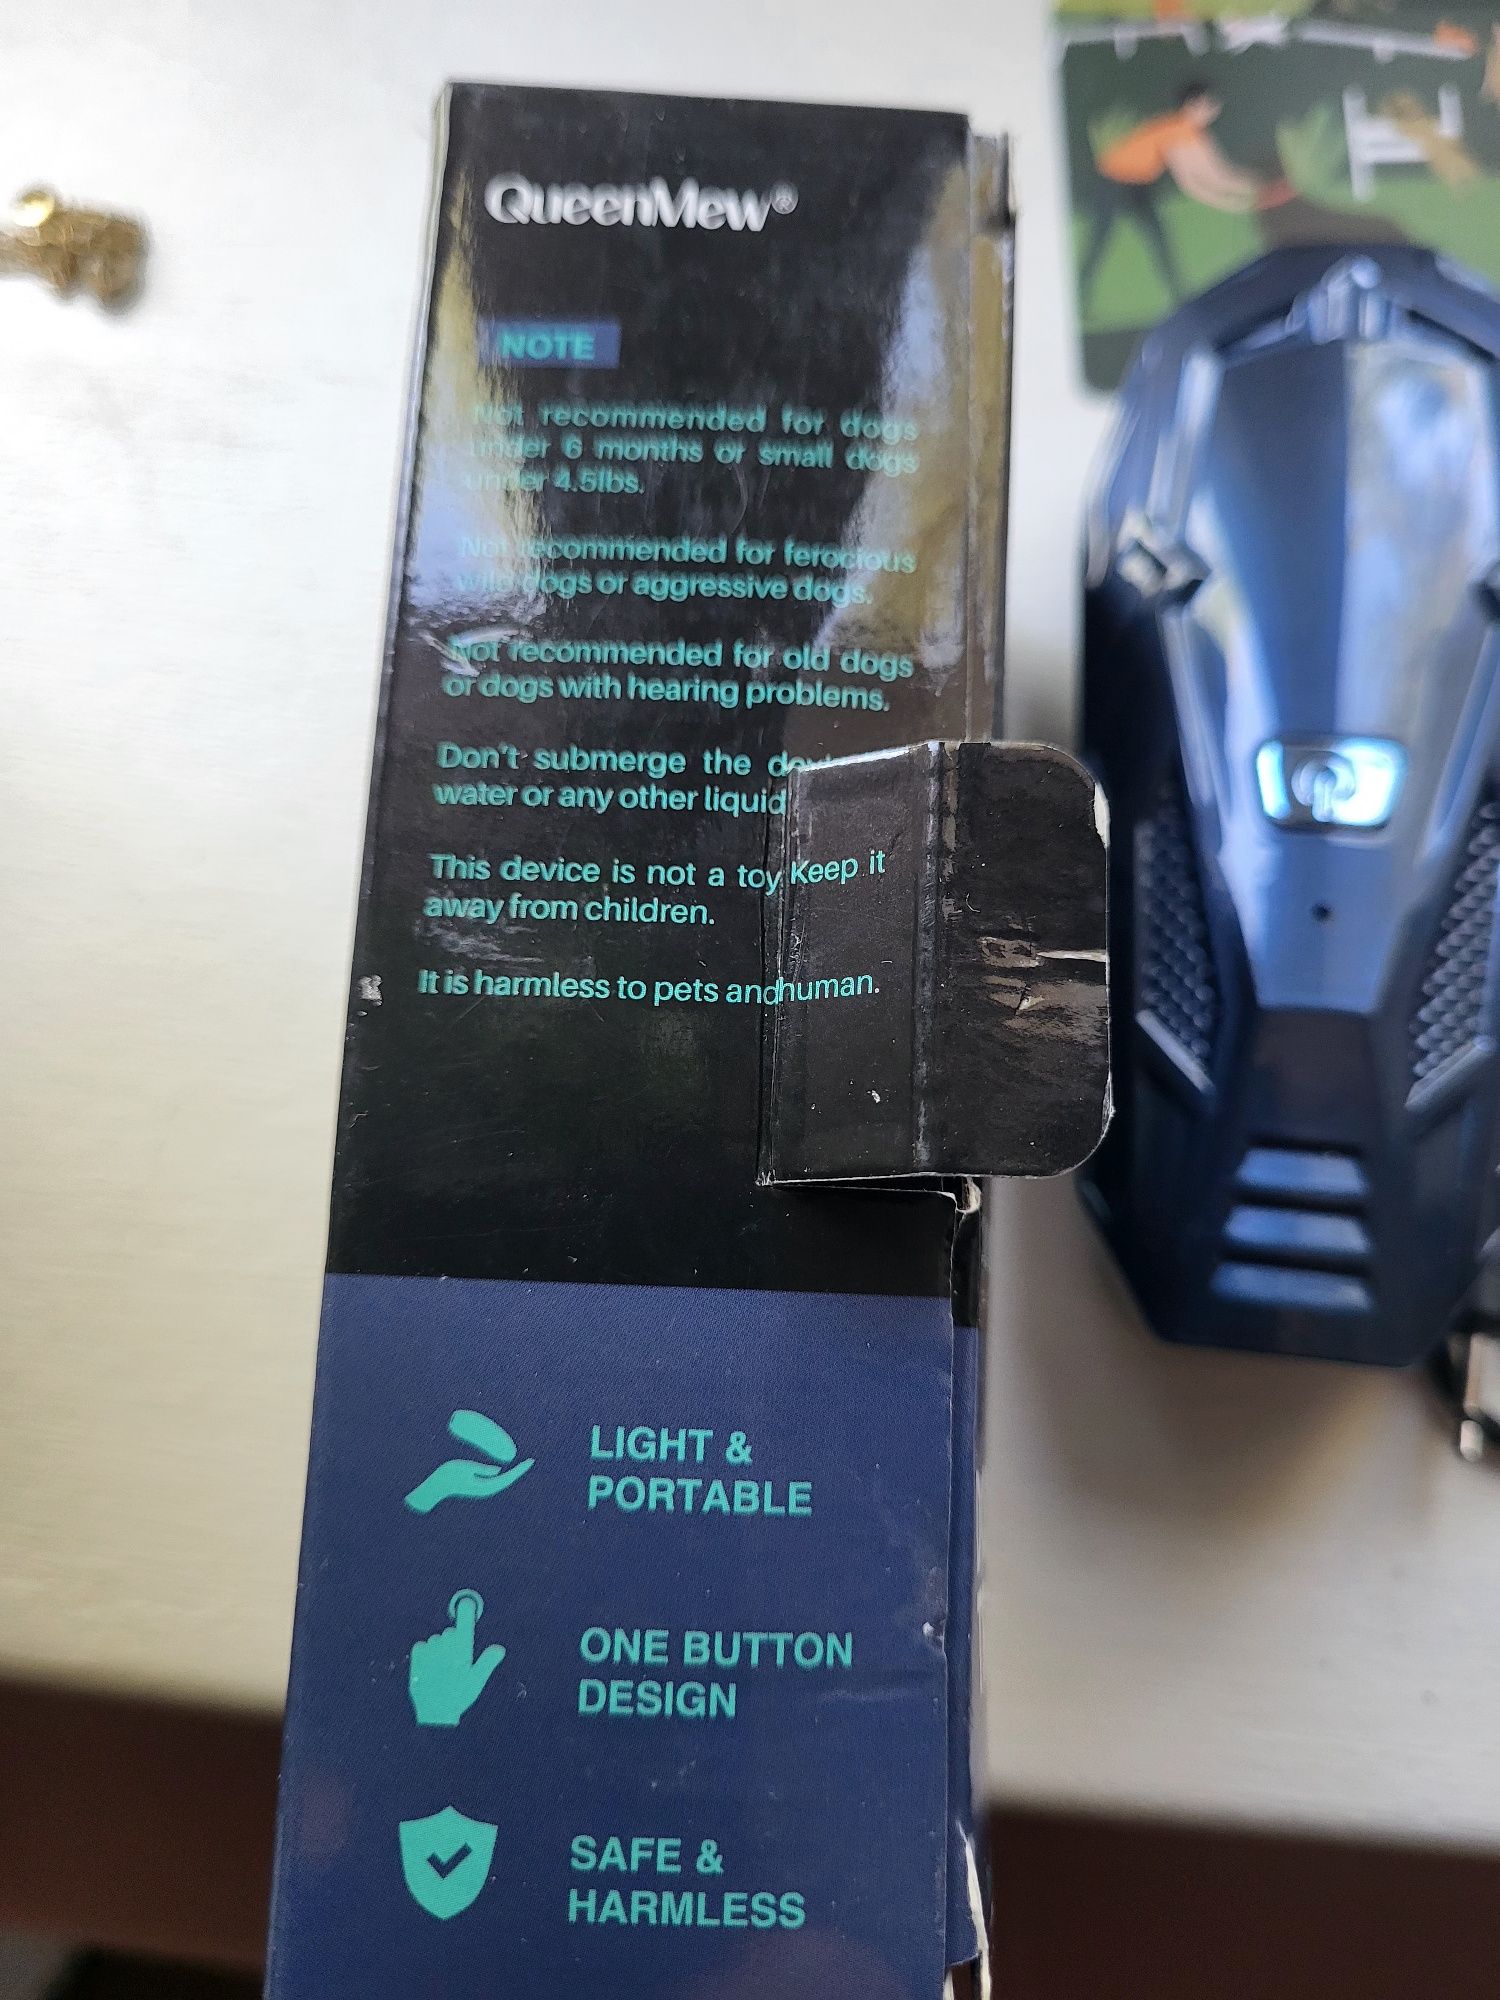 QueenMew®
NOTE
Not recommended for dogs
under 6 months or small dogs
under 4.5lbs.
Not recommended for ferocious
wild dogs or aggressive dogs.
Not recommended for old dogs
or dogs with hearing problems.
Don't submerge the
water or any other liquid
This device is not a toy Keep it
away from children.
It is harmless to pets and human.
LIGHT &
PORTABLE
ONE BUTTON
DESIGN
SAFE &
HARMLESS